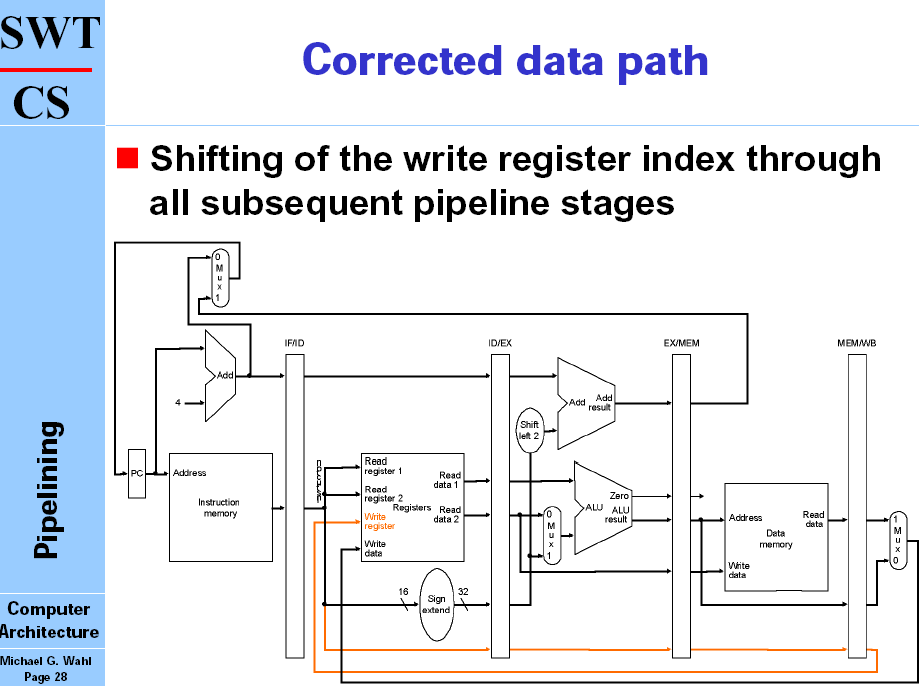 SWT
CS
Pipelining
Computer
Architecture
Michael G. Wahl
Page 28
Corrected data path
Shifting of the write register index through
all subsequent pipeline stages
0
M
u
x
1
IF/ID
ID/EX
EX/MEM
MEM/WB
Add
4
Add
Add
result
Shift
left 2
PC
Address
Instruction
memory
Read
register 1
Read
register 2
Write
register
Write
data
Registers
Read
data 1
Read
data 2
0
M
u
x
1
Zero
ALU
ALU
result
Address
Read
data
Data
memory
Write
data
1
M
u
x
0
16
Sign
extend
32